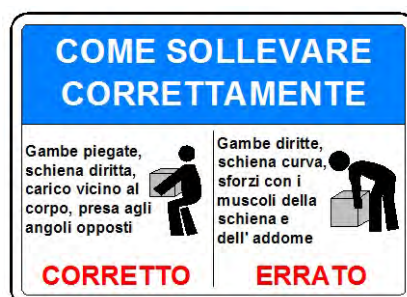 COME SOLLEVARE
CORRETTAMENTE
Gambe piegate,
schiena diritta,
carico vicino al
corpo, presa agli
angoli opposti
CORRETTO
Gambe diritte,
schiena curva,
sforzi con i
muscoli della
schiena e
dell' addome
ERRATO